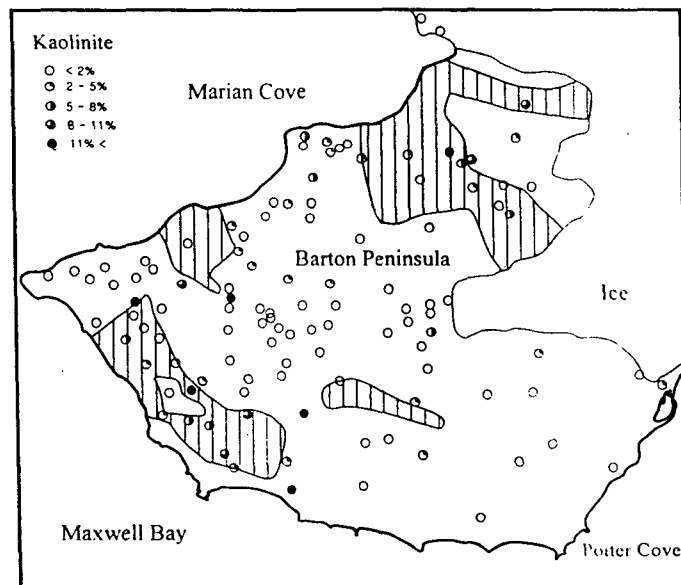 Kaolinite
< 2%
2 - 5%
5 - 8%
8 - 11%
11% <
Marian Cove
Barton Peninsula
Ice
Maxwell Bay
Potter Cove